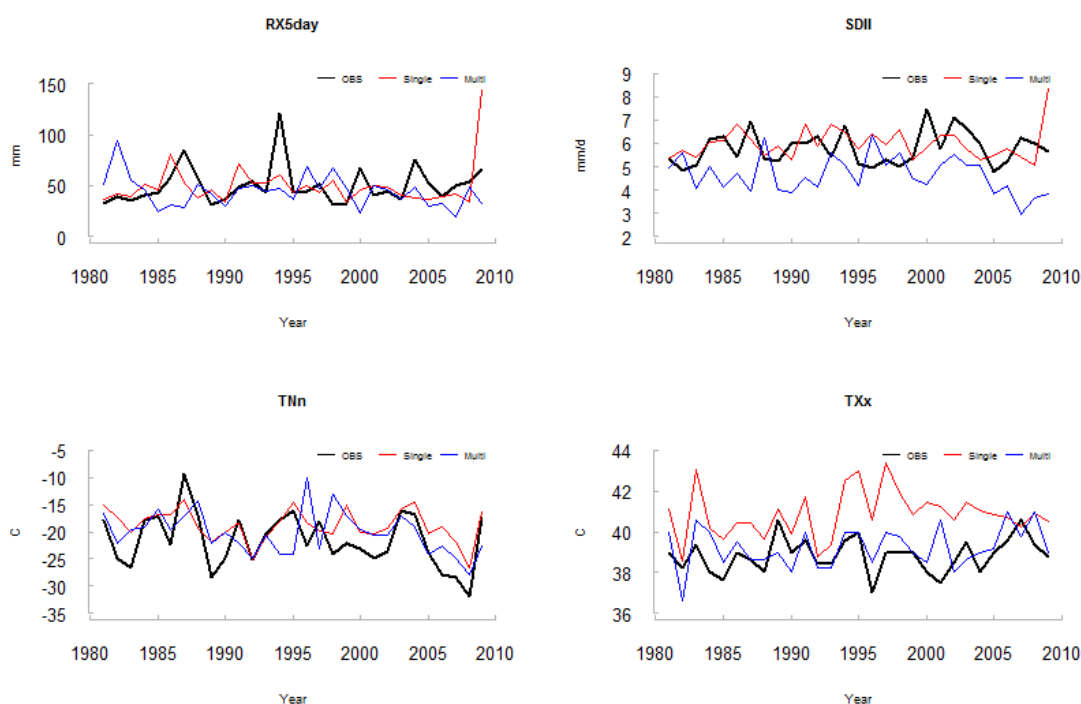 RX5day
OBS Single Multi
mm
150
100
50
0
1980 1985 1990 1995 2000 2005 2010
Year
SDII
OBS Single Multi
mm/d
9
8
7
6
5
4
3
2
1980 1985 1990 1995 2000 2005 2010
Year
TNn
OBS Single Multi
C
-5
-10
-15
-20
-25
-30
-35
1980 1985 1990 1995 2000 2005 2010
Year
TXx
OBS Single Multi
C
44
42
40
38
36
1980 1985 1990 1995 2000 2005 2010
Year